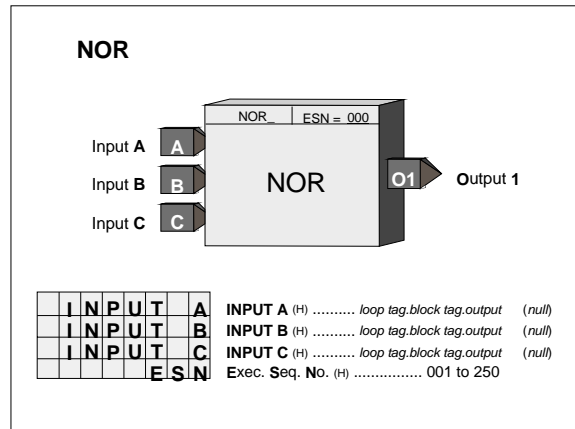 NOR
NOR_ ESN = 000
Input A A
Input B B
Input C C
NOR
O1 Output 1
INPUT A INPUT A (H) .......... loop tag.block tag.output (null)
INPUT B INPUT B (H) .......... loop tag.block tag.output (null)
INPUT C INPUT C (H) .......... loop tag.block tag.output (null)
ESN Exec. Seq. No. (H) ................ 001 to 250